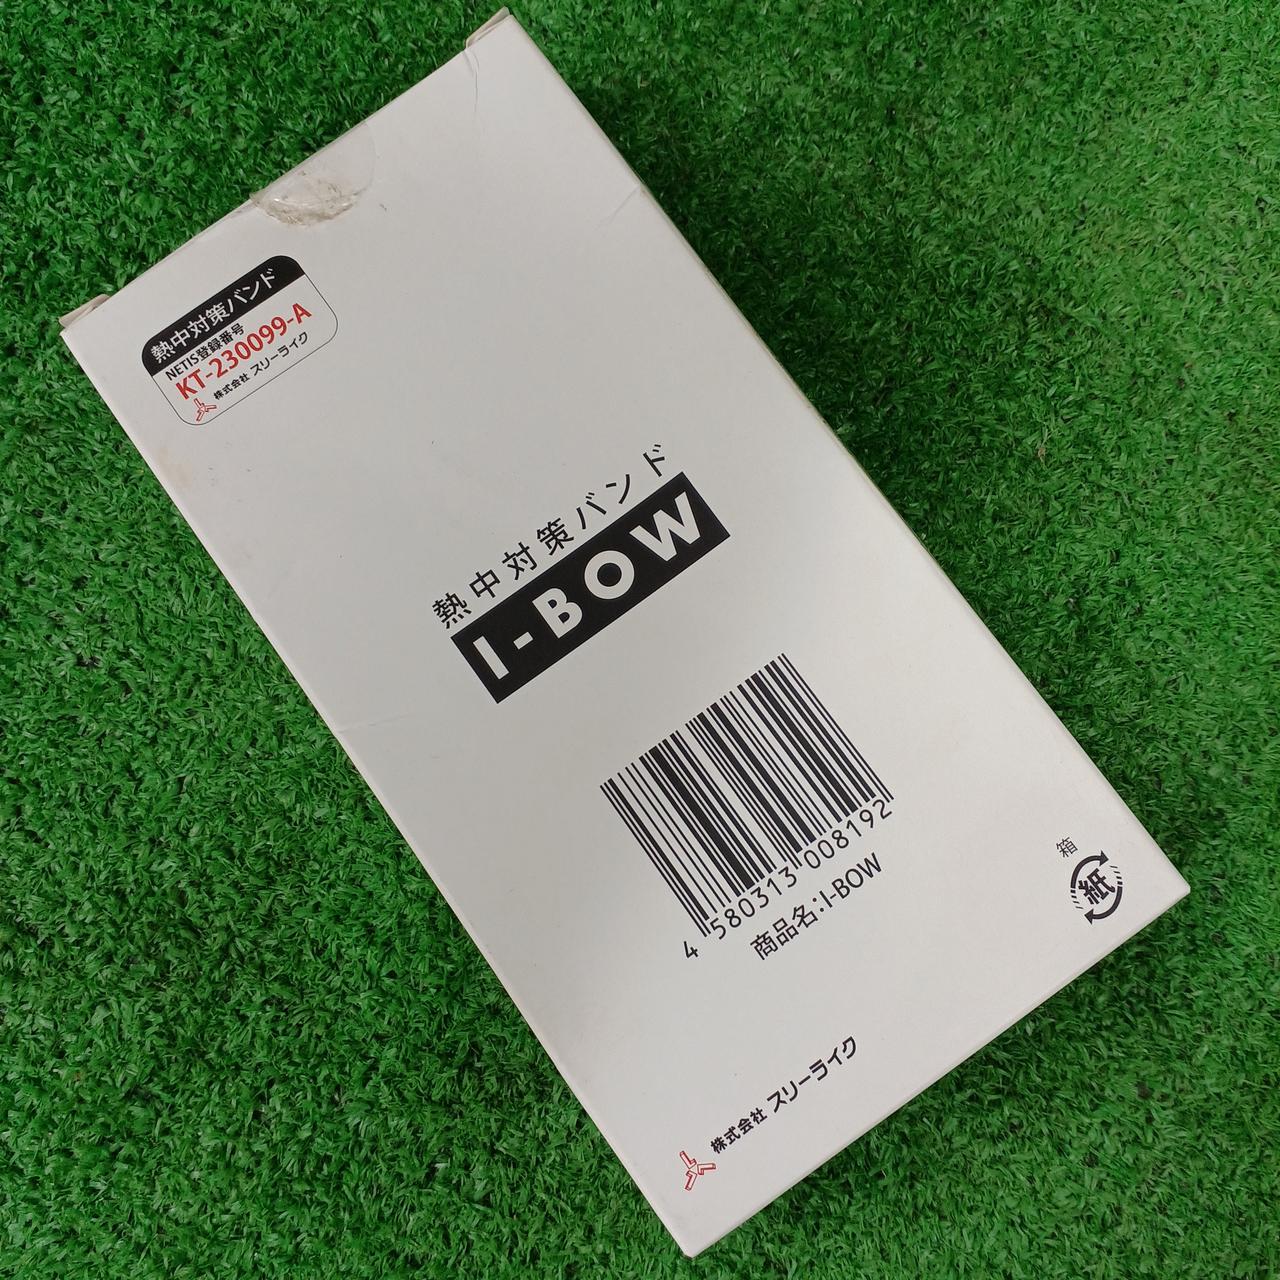 熱中対策バンド
NETIS登録番号
KT-230099-A
株式会社 スリーライク
熱中対策バンド
I-BOW
4 580313 008192
商品名:I-BOW
箱
紙
株式会社 スリーライク